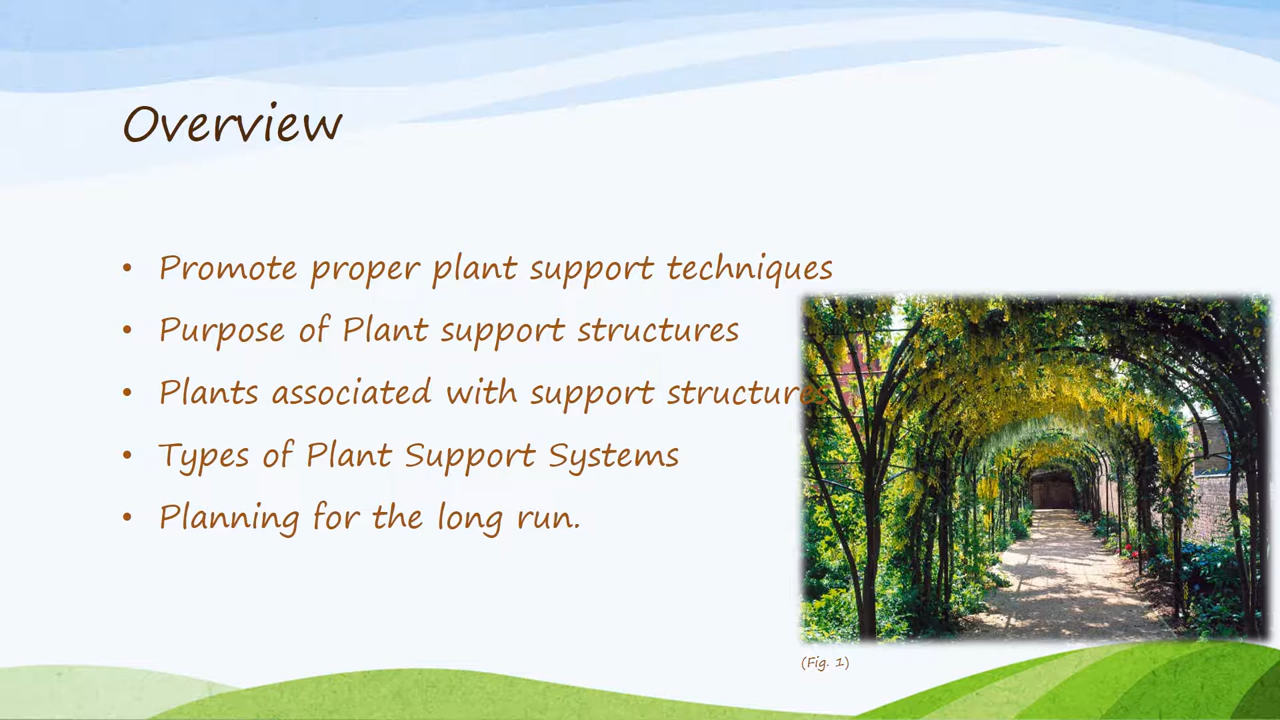 Overview
• Promote proper plant support techniques
• Purpose of Plant support structures
• Plants associated with support structures
• Types of Plant Support Systems
• Planning for the long run.
(Fig. 1)